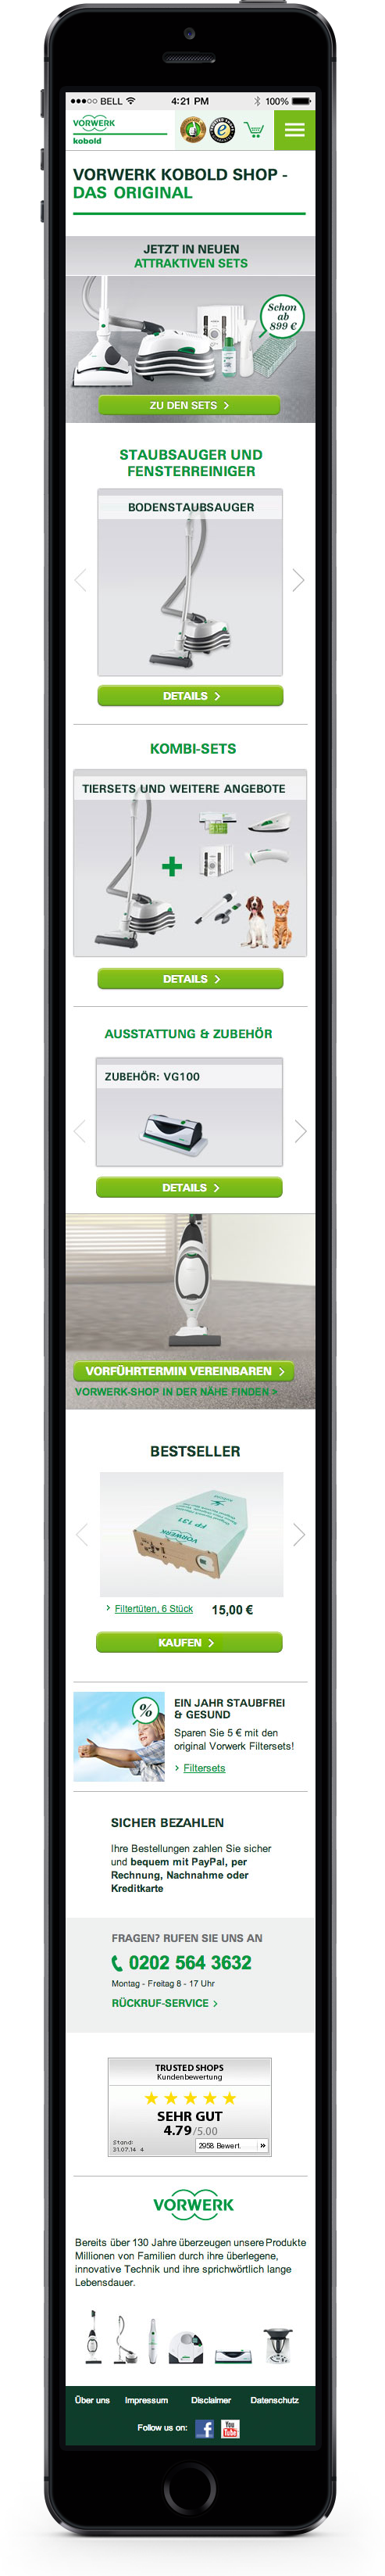 BELL 4:21 PM 100%
VORWERK
kobold
VORWERK KOBOLD SHOP -
DAS ORIGINAL
JETZT IN NEUEN
ATTRAKTIVEN SETS
Schon
ab
899 €
ZU DEN SETS >
STAUBSAUGER UND
FENSTERREINIGER
BODENSTAUBSAUGER
DETAILS >
KOMBI-SETS
TIERSETS UND WEITERE ANGEBOTE
+
DETAILS >
AUSSTATTUNG & ZUBEHÖR
ZUBEHÖR: VG100
DETAILS >
VORFÜHRTERMIN VEREINBAREN >
VORWERK-SHOP IN DER NÄHE FINDEN >
BESTSELLER
VORWERK
FP 131
> Filtertüten, 6 Stück 15,00 €
KAUFEN >
%
EIN JAHR STAUBFREI
& GESUND
Sparen Sie 5 € mit den
original Vorwerk Filtersets!
> Filtersets
SICHER BEZAHLEN
Ihre Bestellungen zahlen Sie sicher
und bequem mit PayPal, per
Rechnung, Nachnahme oder
Kreditkarte
FRAGEN? RUFEN SIE UNS AN
0202 564 3632
Montag - Freitag 8 - 17 Uhr
RÜCKRUF-SERVICE >
TRUSTED SHOPS
Kundenbewertung
SEHR GUT
4.79/5.00
Stand:
31.07.14 4
2958 Bewert. »
VORWERK
Bereits über 130 Jahre überzeugen unsere Produkte
Millionen von Familien durch ihre überlegene,
innovative Technik und ihre sprichwörtlich lange
Lebensdauer.
Über uns Impressum Disclaimer Datenschutz
Follow us on: f You Tube